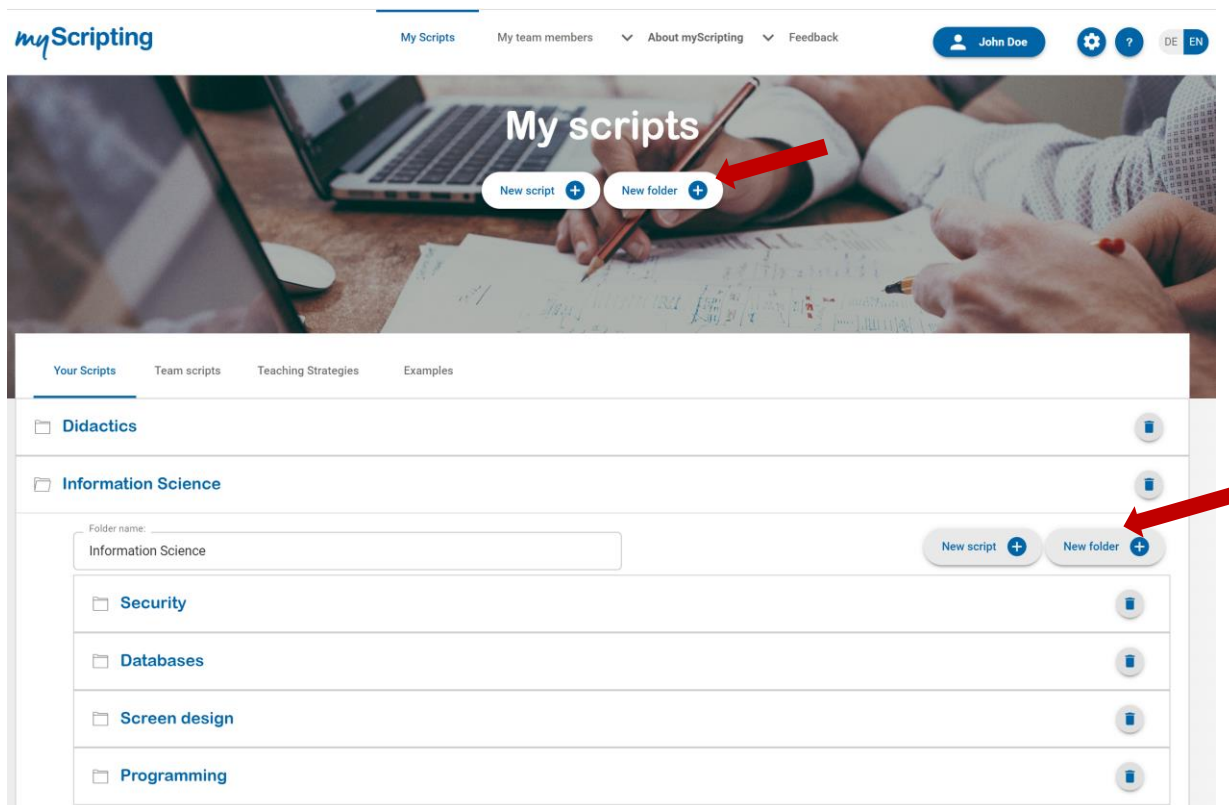 myScripting
My Scripts My team members About myScripting Feedback John Doe ? DE EN
My scripts
New script New folder
Your Scripts Team scripts Teaching Strategies Examples
Didactics
Information Science
Folder name:
Information Science
New script New folder
Security
Databases
Screen design
Programming